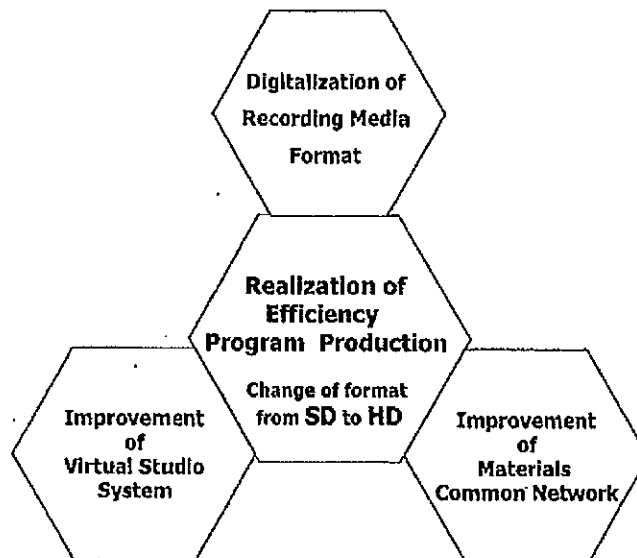 Digitalization of
Recording Media
Format
Realization of
Efficiency
Program Production
Change of format
from SD to HD
Improvement
of
Virtual Studio
System
Improvement
of
Materials
Common Network